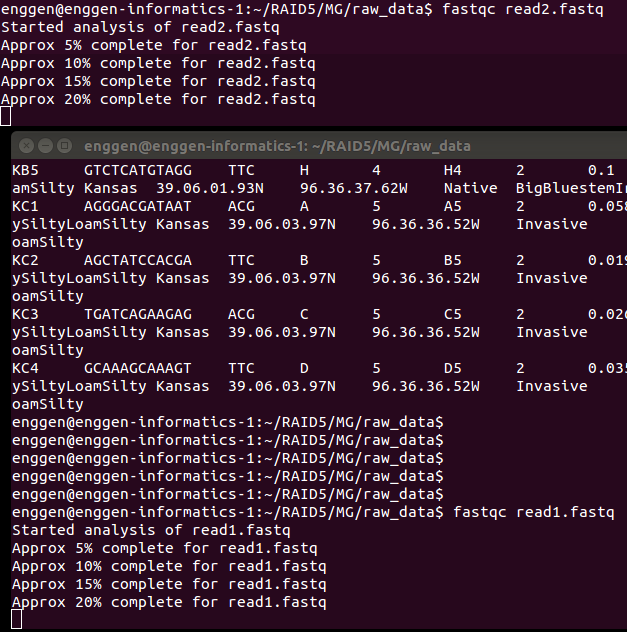 enggen@enggen-informatics-1:~/RAID5/MG/raw_data$ fastqc read2.fastq
Started analysis of read2.fastq
Approx 5% complete for read2.fastq
Approx 10% complete for read2.fastq
Approx 15% complete for read2.fastq
Approx 20% complete for read2.fastq
enggen@enggen-informatics-1: ~/RAID5/MG/raw_data
KB5 GTCTCATGTAGG TTC H 4 H4 2 0.1
amSilty Kansas 39.06.01.93N 96.36.37.62W Native BigBluestemIn
KC1 AGGGACGATAAT ACG A 5 A5 2 0.058
ySiltyLoamSilty Kansas 39.06.03.97N 96.36.36.52W Invasive
oamSilty
KC2 AGCTATCCACGA TTC B 5 B5 2 0.019
ySiltyLoamSilty Kansas 39.06.03.97N 96.36.36.52W Invasive
oamSilty
KC3 TGATCAGAAGAG ACG C 5 C5 2 0.026
ySiltyLoamSilty Kansas 39.06.03.97N 96.36.36.52W Invasive
oamSilty
KC4 GCAAAGCAAAGT TTC D 5 D5 2 0.035
ySiltyLoamSilty Kansas 39.06.03.97N 96.36.36.52W Invasive
oamSilty
enggen@enggen-informatics-1:~/RAID5/MG/raw_data$
enggen@enggen-informatics-1:~/RAID5/MG/raw_data$
enggen@enggen-informatics-1:~/RAID5/MG/raw_data$
enggen@enggen-informatics-1:~/RAID5/MG/raw_data$
enggen@enggen-informatics-1:~/RAID5/MG/raw_data$
enggen@enggen-informatics-1:~/RAID5/MG/raw_data$ fastqc read1.fastq
Started analysis of read1.fastq
Approx 5% complete for read1.fastq
Approx 10% complete for read1.fastq
Approx 15% complete for read1.fastq
Approx 20% complete for read1.fastq